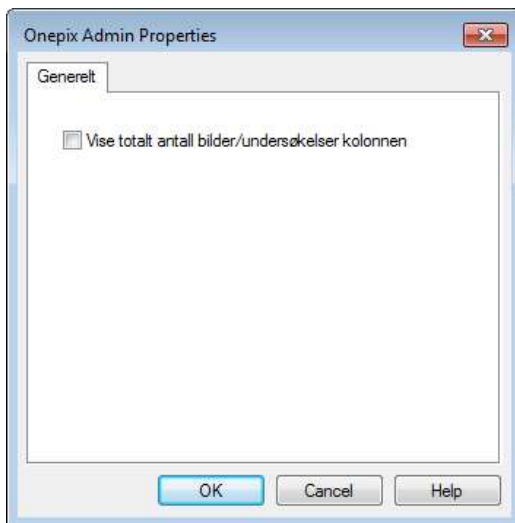 Onepix Admin Properties
Generelt
Vise totalt antall bilder/undersøkelser kolonnen
OK Cancel Help